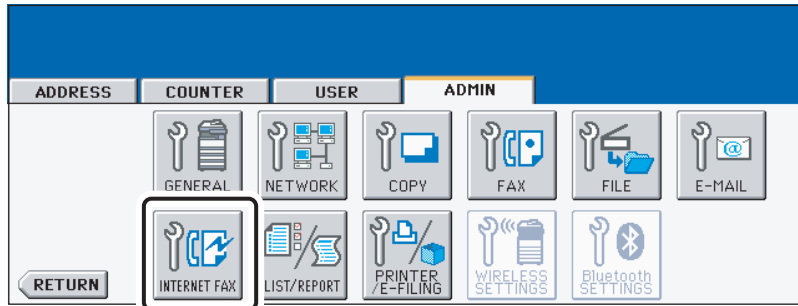 ADDRESS COUNTER USER ADMIN
GENERAL NETWORK COPY FAX FILE E-MAIL
@
INTERNET FAX LIST/REPORT PRINTER WIRELESS Bluetooth
/E-FILING SETTINGS SETTINGS
RETURN